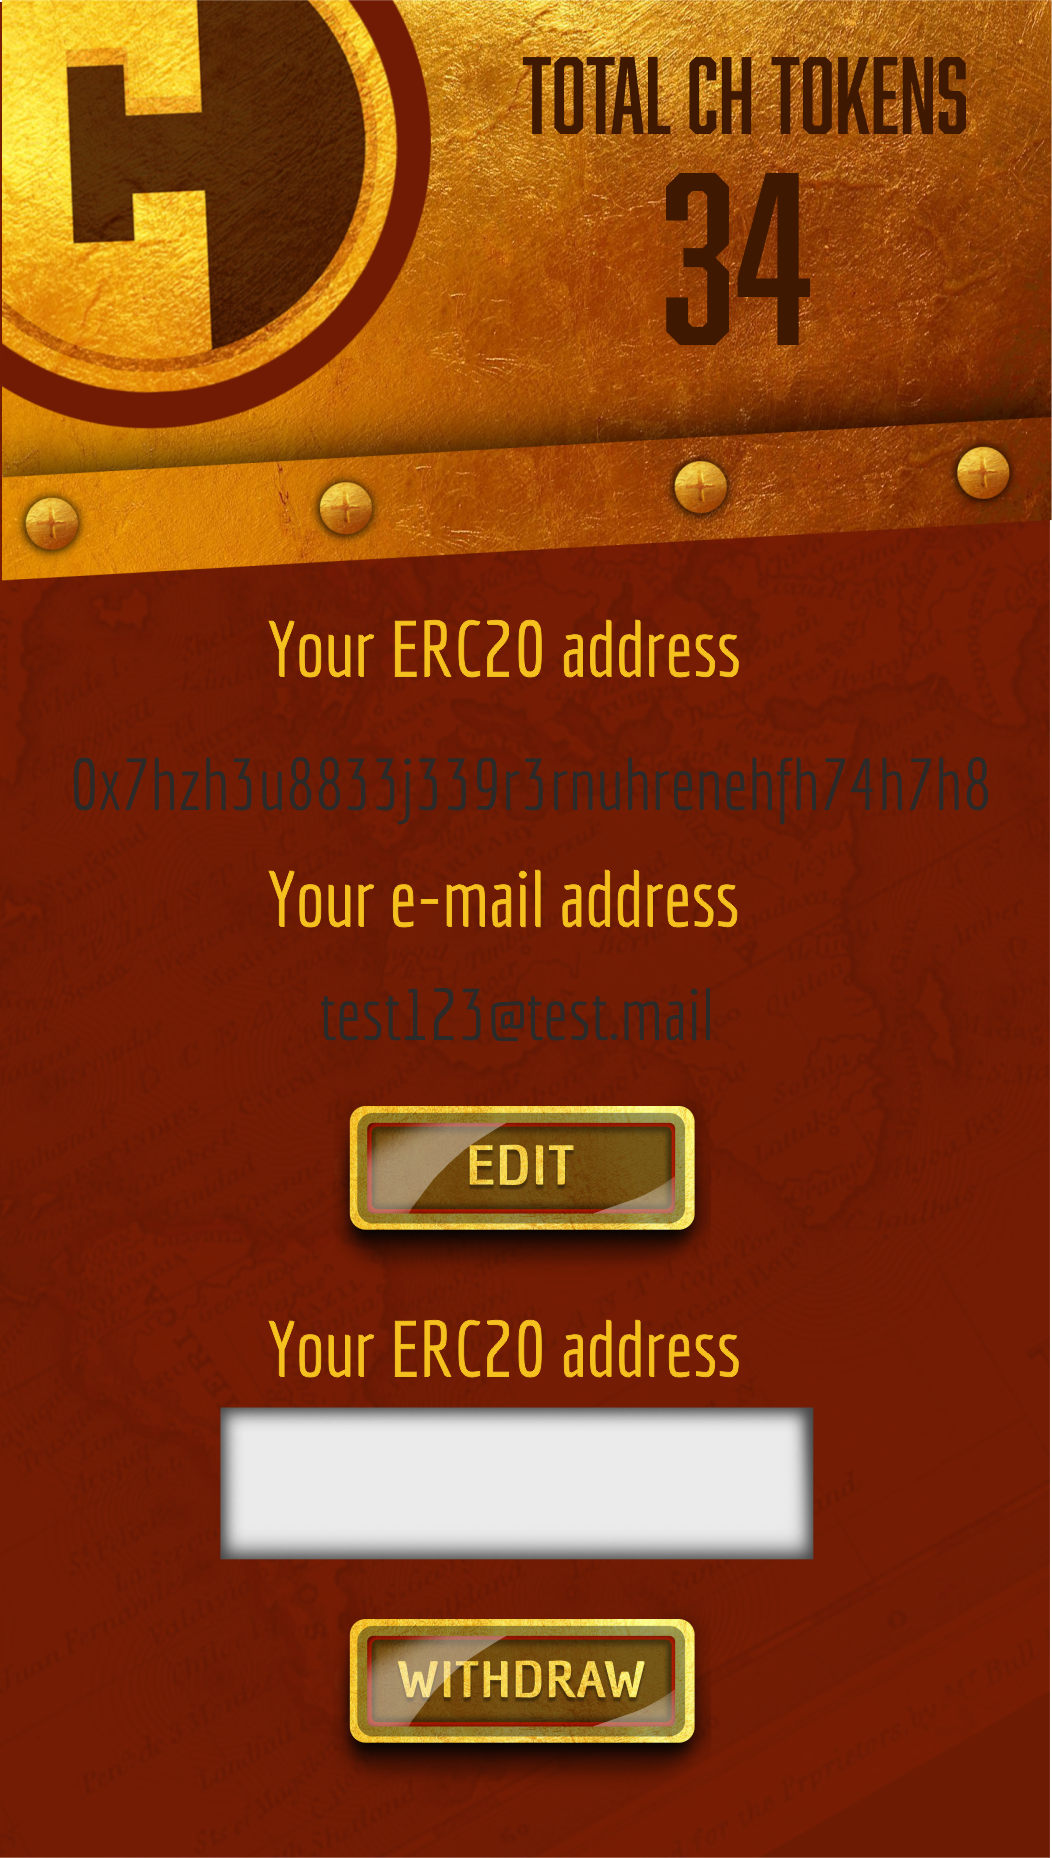 TOTAL CH TOKENS
34
Your ERC20 address
0x7hzh3u8833j339r3rnuhrenehfh74h7h8
Your e-mail address
test123@test.mail
EDIT
Your ERC20 address
WITHDRAW